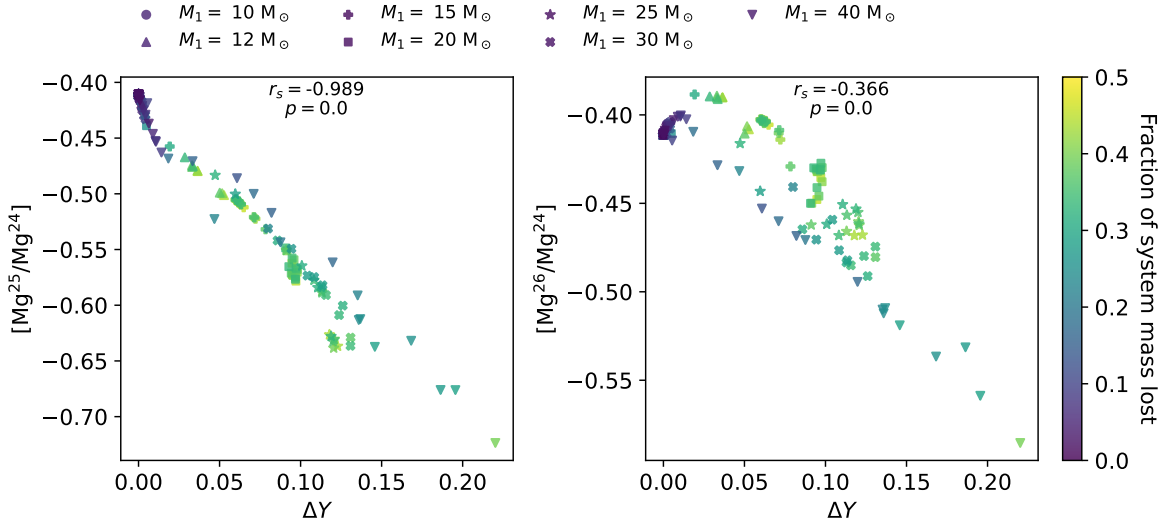 M₁ = 10 M⊙ M₁ = 15 M⊙ M₁ = 25 M⊙ M₁ = 40 M⊙
M₁ = 12 M⊙ M₁ = 20 M⊙ M₁ = 30 M⊙
rₛ = -0.989
p = 0.0
−0.40
−0.45
−0.50
−0.55
−0.60
−0.65
−0.70
[Mg²⁵/Mg²⁴]
0.00 0.05 0.10 0.15 0.20
ΔY
rₛ = -0.366
p = 0.0
−0.40
−0.45
−0.50
−0.55
[Mg²⁶/Mg²⁴]
0.00 0.05 0.10 0.15 0.20
ΔY
0.5
0.4
0.3
0.2
0.1
0.0
Fraction of system mass lost